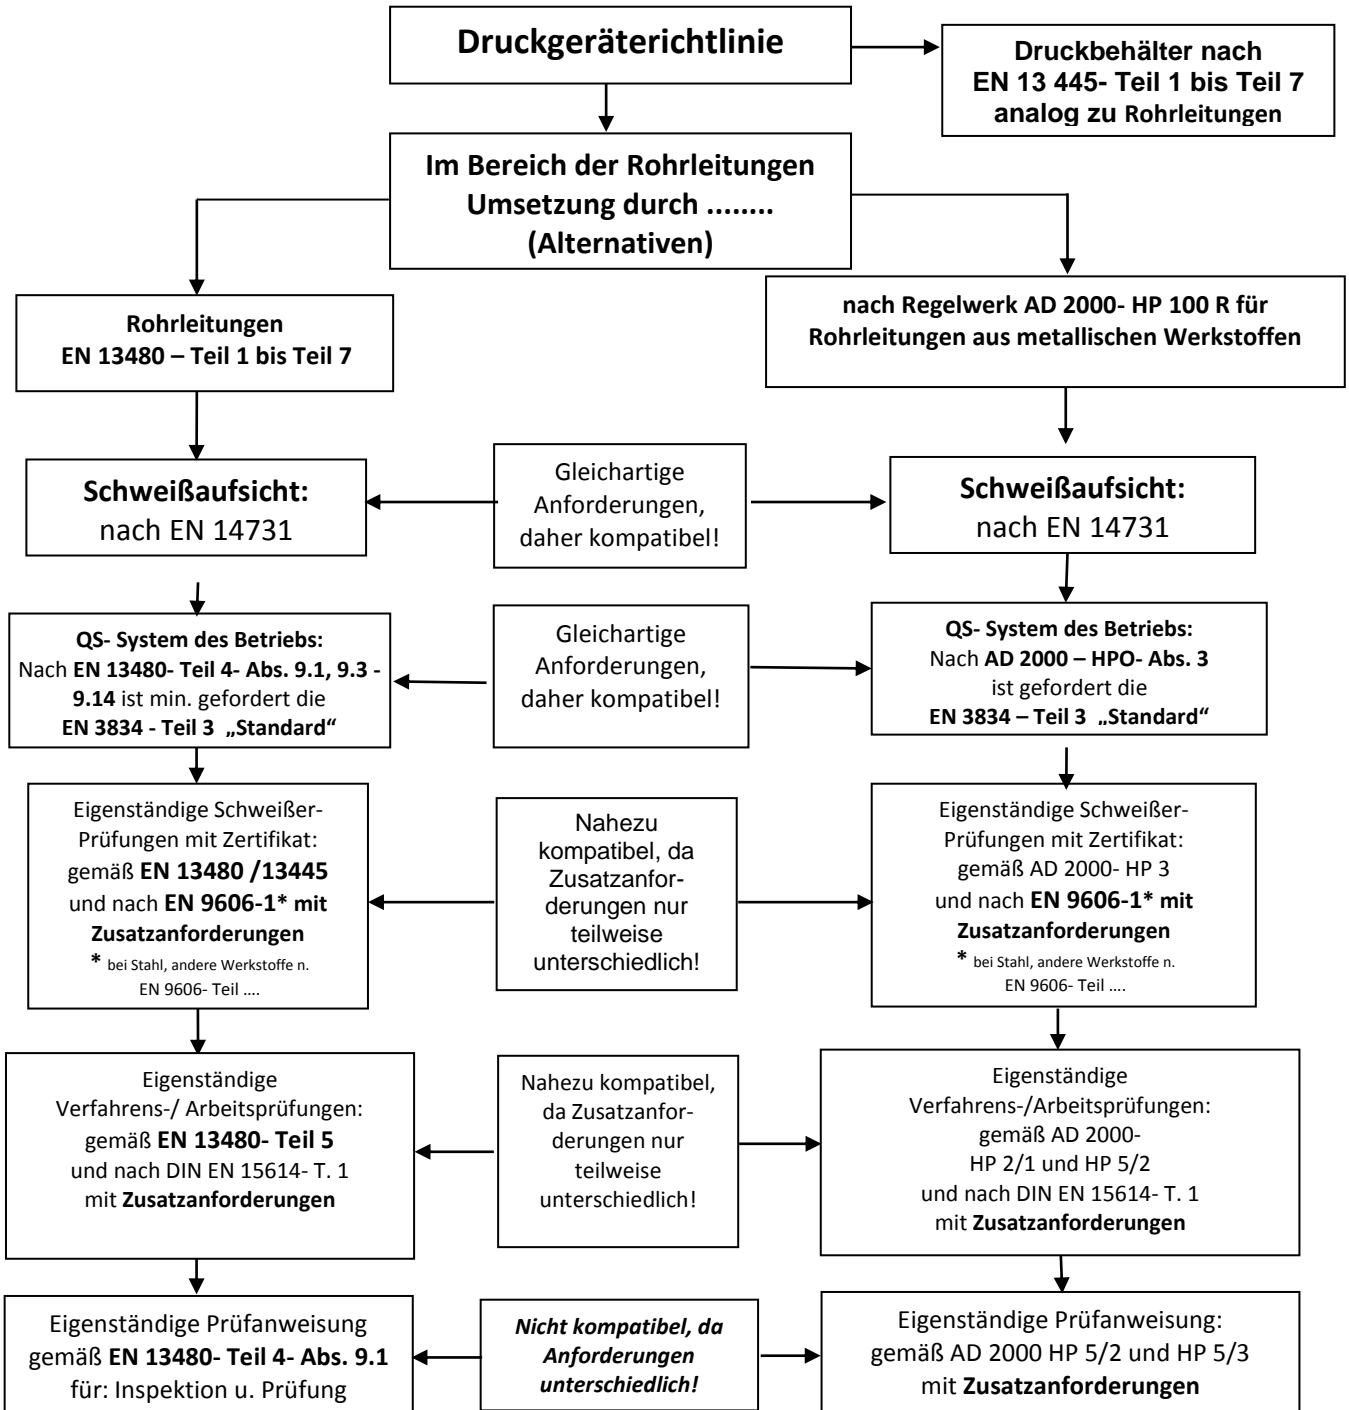 Druckgeräterichtlinie
Druckbehälter nach
EN 13 445- Teil 1 bis Teil 7
analog zu Rohrleitungen
Im Bereich der Rohrleitungen
Umsetzung durch ........
(Alternativen)
Rohrleitungen
EN 13480 – Teil 1 bis Teil 7
nach Regelwerk AD 2000- HP 100 R für
Rohrleitungen aus metallischen Werkstoffen
Schweißaufsicht:
nach EN 14731
Gleichartige
Anforderungen,
daher kompatibel!
Schweißaufsicht:
nach EN 14731
QS- System des Betriebs:
Nach EN 13480- Teil 4- Abs. 9.1, 9.3 -
9.14 ist min. gefordert die
EN 3834 - Teil 3 „Standard“
Gleichartige
Anforderungen,
daher kompatibel!
QS- System des Betriebs:
Nach AD 2000 – HPO- Abs. 3
ist gefordert die
EN 3834 – Teil 3 „Standard“
Eigenständige Schweißer-
Prüfungen mit Zertifikat:
gemäß EN 13480 /13445
und nach EN 9606-1* mit
Zusatzanforderungen
* bei Stahl, andere Werkstoffe n.
EN 9606- Teil ....
Nahezu
kompatibel, da
Zusatzanfor-
derungen nur
teilweise
unterschiedlich!
Eigenständige Schweißer-
Prüfungen mit Zertifikat:
gemäß AD 2000- HP 3
und nach EN 9606-1* mit
Zusatzanforderungen
* bei Stahl, andere Werkstoffe n.
EN 9606- Teil ....
Eigenständige
Verfahrens-/ Arbeitsprüfungen:
gemäß EN 13480- Teil 5
und nach DIN EN 15614- T. 1
mit Zusatzanforderungen
Nahezu kompatibel,
da Zusatzanfor-
derungen nur
teilweise
unterschiedlich!
Eigenständige
Verfahrens-/Arbeitsprüfungen:
gemäß AD 2000-
HP 2/1 und HP 5/2
und nach DIN EN 15614- T. 1
mit Zusatzanforderungen
Eigenständige Prüfanweisung
gemäß EN 13480- Teil 4- Abs. 9.1
für: Inspektion u. Prüfung
Nicht kompatibel, da
Anforderungen
unterschiedlich!
Eigenständige Prüfanweisung:
gemäß AD 2000 HP 5/2 und HP 5/3
mit Zusatzanforderungen